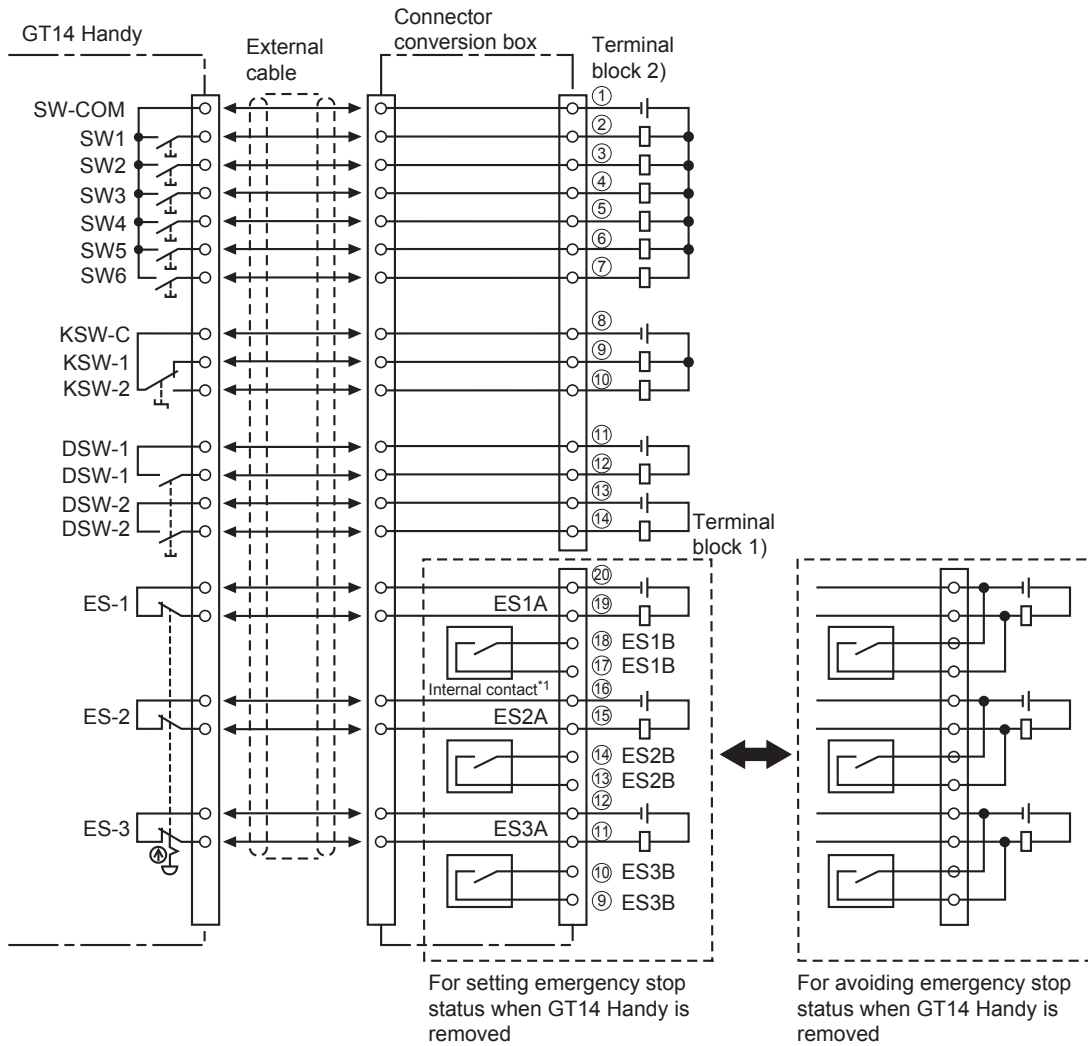 GT14 Handy
External
cable
Connector
conversion box
Terminal
block 2)
SW-COM ①
SW1 ②
SW2 ③
SW3 ④
SW4 ⑤
SW5 ⑥
SW6 ⑦
KSW-C ⑧
KSW-1 ⑨
KSW-2 ⑩
DSW-1 ⑪
DSW-1 ⑫
DSW-2 ⑬
DSW-2 ⑭
Terminal
block 1)
⑳
ES-1 ES1A ⑲
⑱ ES1B
⑰ ES1B
Internal contact*1 ⑯
ES-2 ES2A ⑮
⑭ ES2B
⑬ ES2B
⑫
ES-3 ES3A ⑪
⑩ ES3B
⑨ ES3B
For setting emergency stop
status when GT14 Handy is
removed
For avoiding emergency stop
status when GT14 Handy is
removed